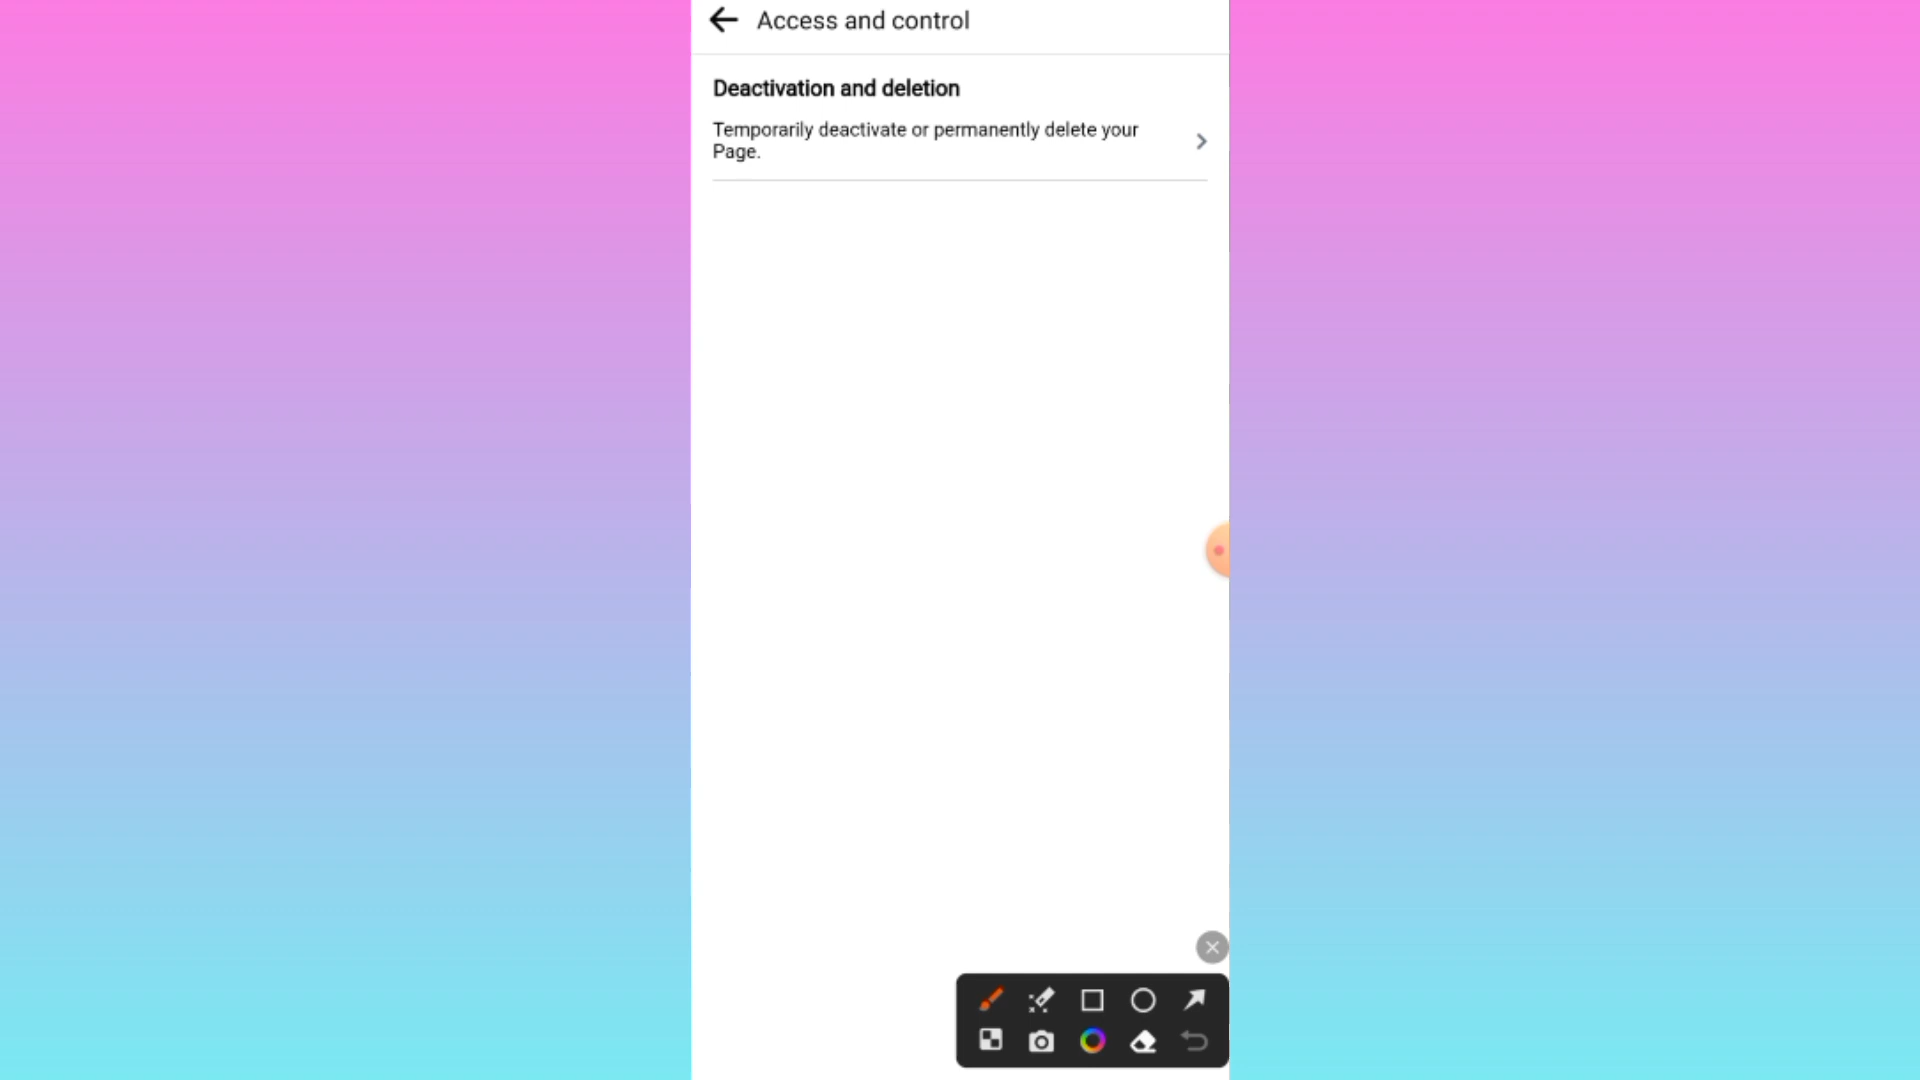 Access and control
Deactivation and deletion
Temporarily deactivate or permanently delete your
Page.